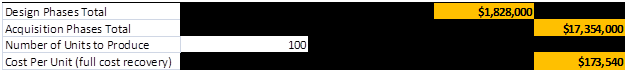 Design Phases Total $1,828,000
Acquisition Phases Total $17,354,000
Number of Units to Produce 100
Cost Per Unit (full cost recovery) $173,540